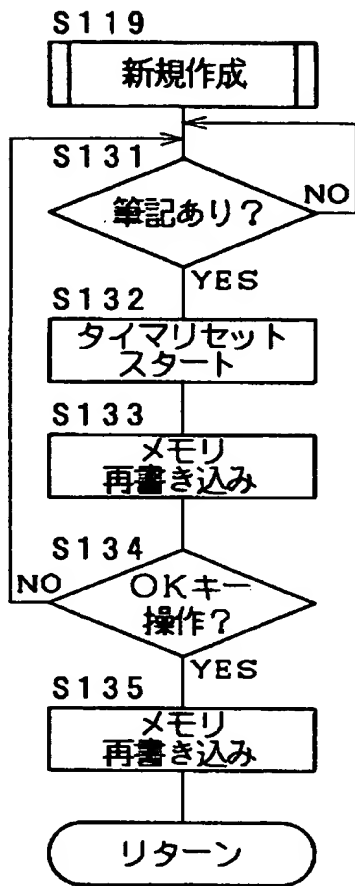 S119
新規作成
S131
筆記あり？
NO
YES
S132
タイマリセット
スタート
S133
メモリ
再書き込み
S134
NO
OKキー
操作？
YES
S135
メモリ
再書き込み
リターン